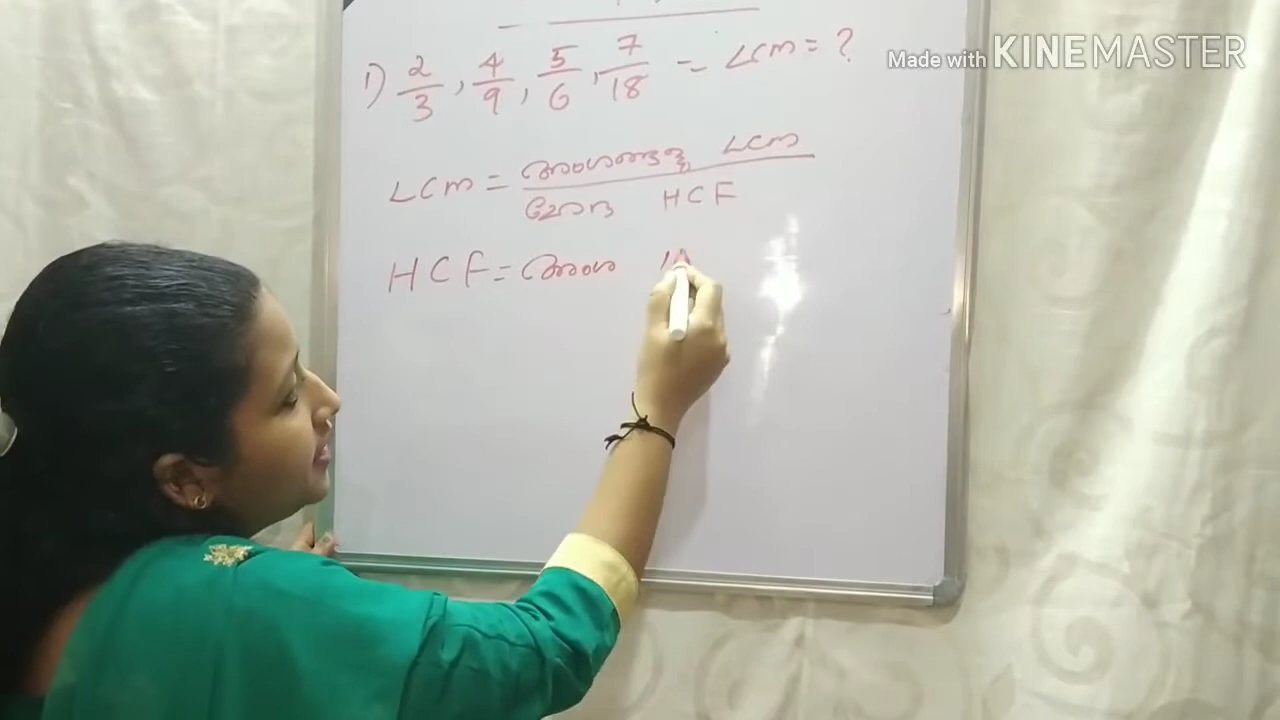 Made with KINEMASTER
1) 2/3, 4/9, 5/6, 7/18 = LCM = ?
LCM = അംശങ്ങളുടെ LCM
ഛേദ HCF
HCF = അംശ